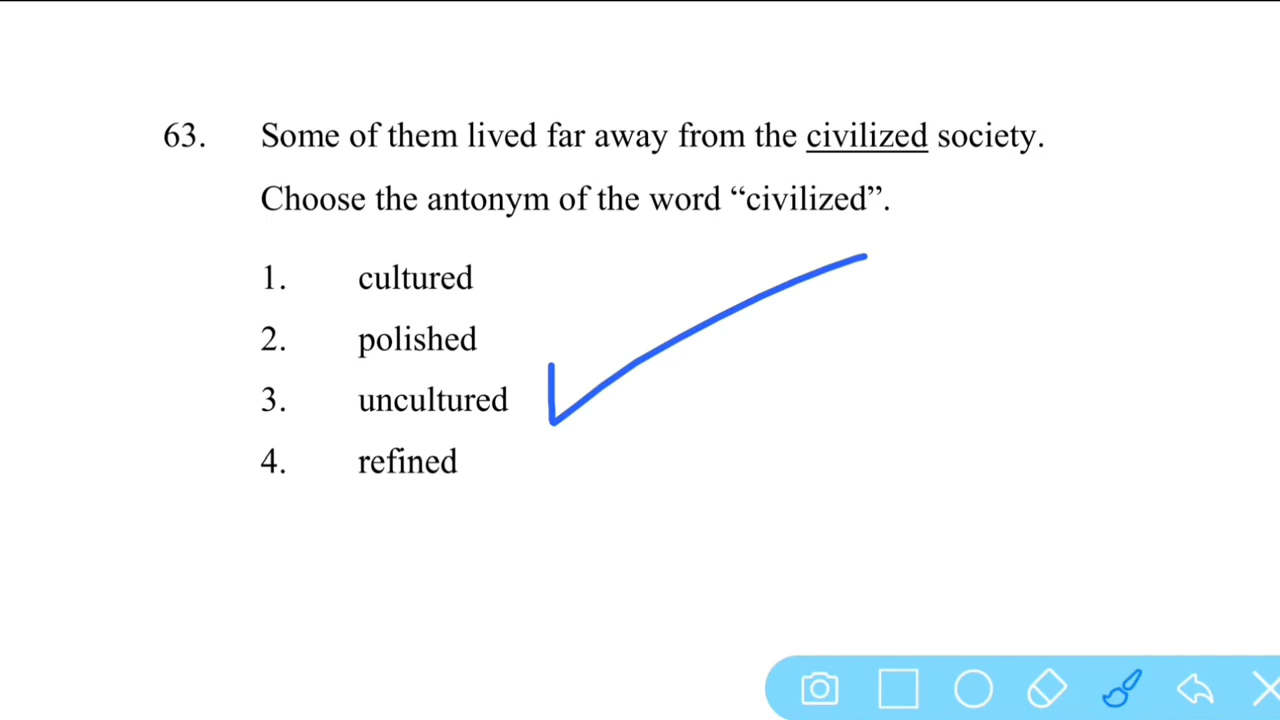 63. Some of them lived far away from the civilized society.
Choose the antonym of the word “civilized”.
1. cultured
2. polished
3. uncultured
4. refined